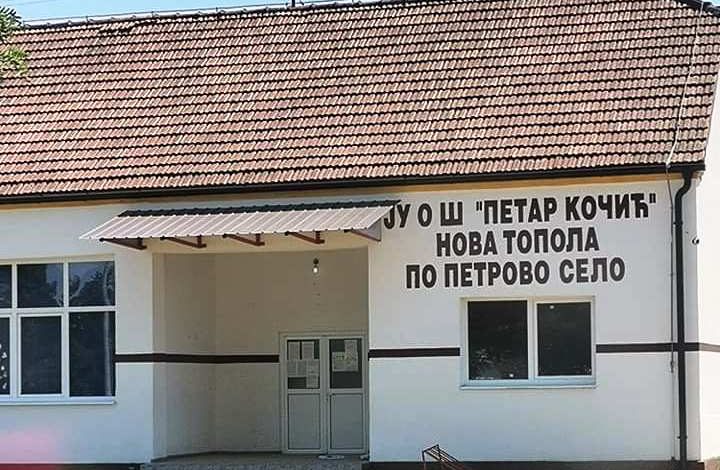 ЈУ О Ш "ПЕТАР КОЧИЋ"
НОВА ТОПОЛА
ПО ПЕТРОВО СЕЛО